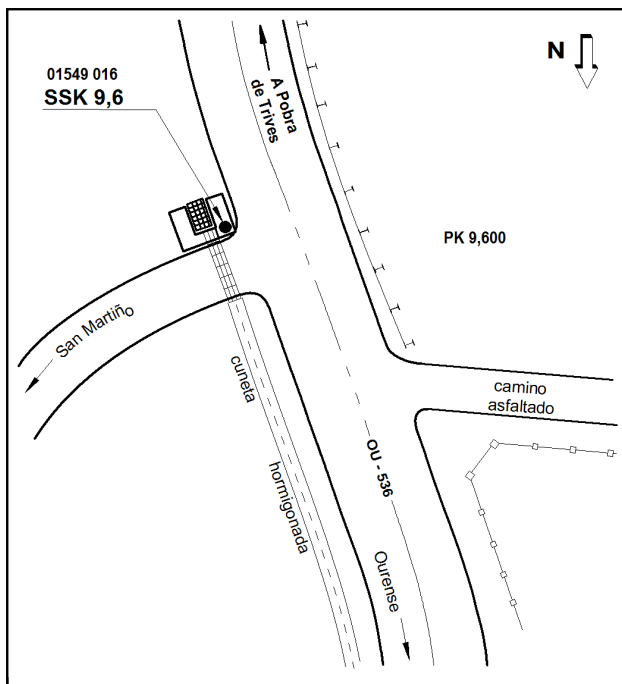 N
01549 016
SSK 9,6
A Pobra
de Trives
PK 9,600
San Martiño
cuneta
hormigonada
camino
asfaltado
OU - 536
Ourense